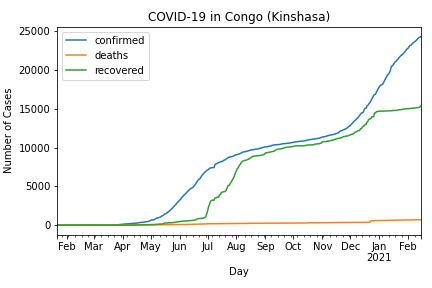 COVID-19 in Congo (Kinshasa)
confirmed
deaths
recovered
Number of Cases
25000
20000
15000
10000
5000
0
Feb Mar Apr May Jun Jul Aug Sep Oct Nov Dec Jan Feb
2021
Day